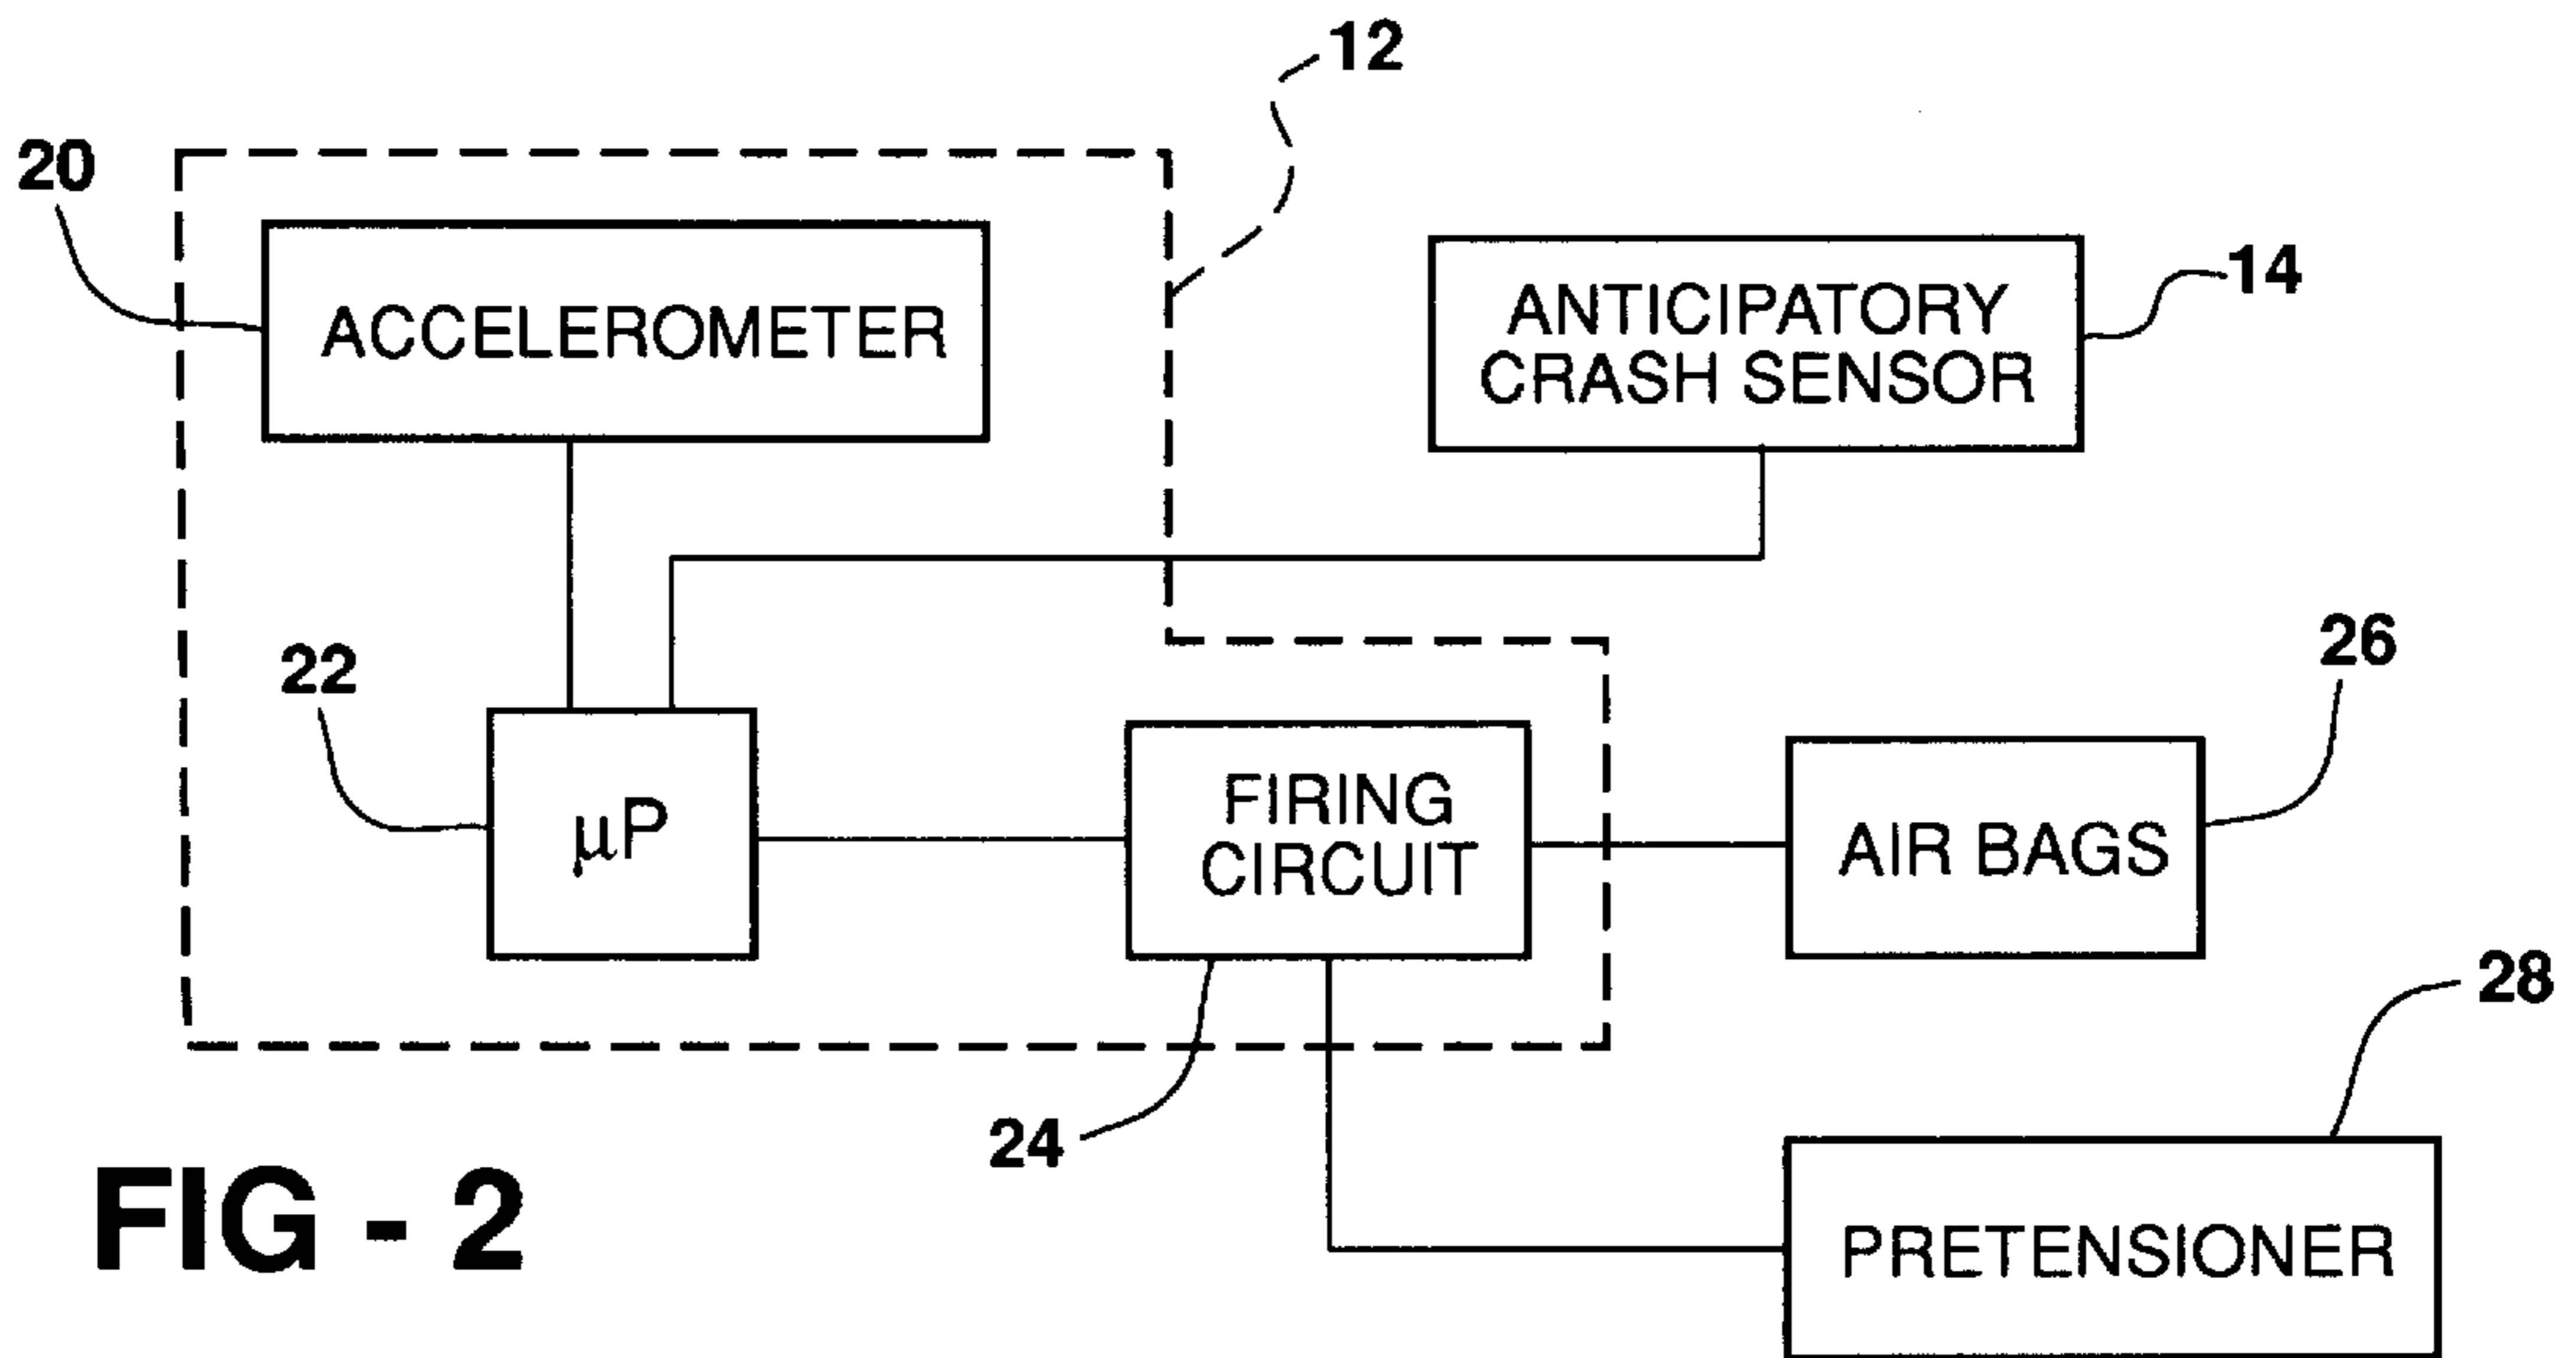 12
20
ACCELEROMETER
ANTICIPATORY
CRASH SENSOR
14
22
26
µP
FIRING
CIRCUIT
AIR BAGS
28
24
FIG - 2
PRETENSIONER